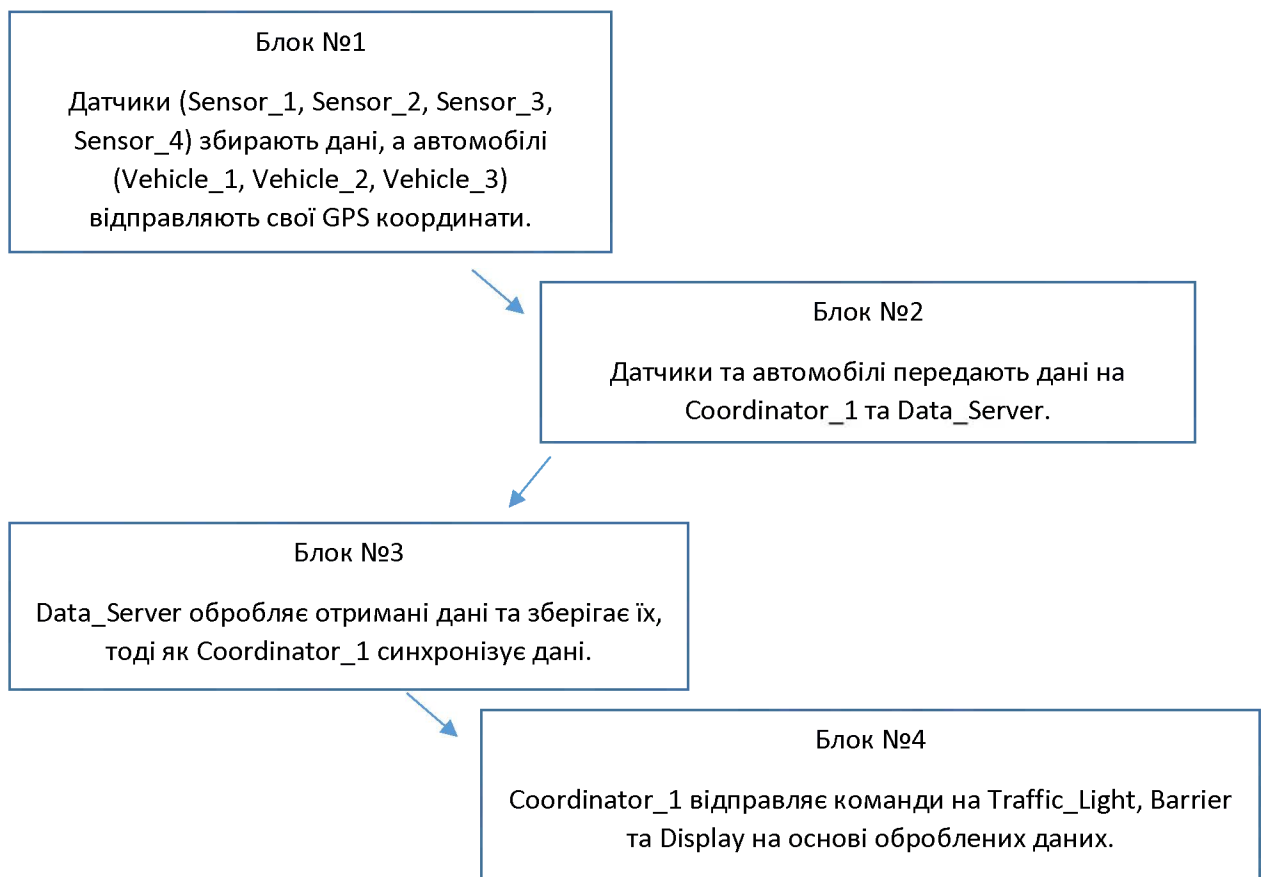 Блок №1
Датчики (Sensor_1, Sensor_2, Sensor_3,
Sensor_4) збирають дані, а автомобілі
(Vehicle_1, Vehicle_2, Vehicle_3)
відправляють свої GPS координати.
Блок №2
Датчики та автомобілі передають дані на
Coordinator_1 та Data_Server.
Блок №3
Data_Server обробляє отримані дані та зберігає їх,
тоді як Coordinator_1 синхронізує дані.
Блок №4
Coordinator_1 відправляє команди на Traffic_Light, Barrier
та Display на основі оброблених даних.